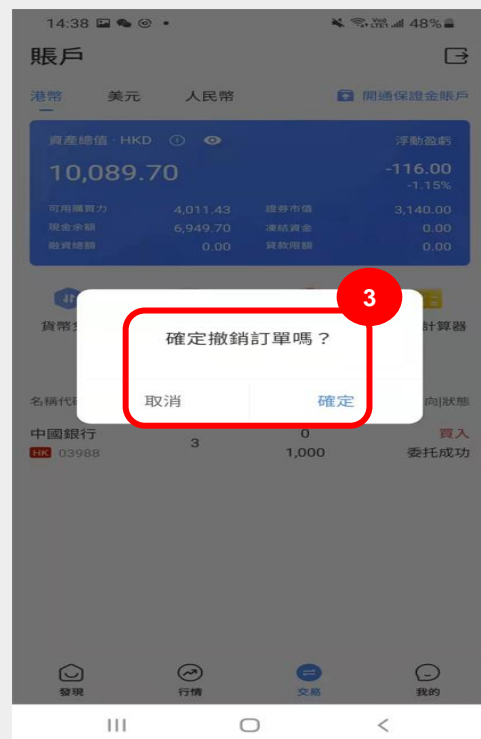 14:38 48%
賬戶
港幣 美元 人民幣 開通保證金賬戶
資產總值 · HKD 浮動盈虧
10,089.70 -116.00
-1.15%
可用購買力 4,011.43 證券市值 3,140.00
現金余額 6,949.70 凍結資金 0.00
融資總額 0.00 貸款限額 0.00
3
貨幣 計算器
確定撤銷訂單嗎？
取消 確定
名稱代 向|狀態
中國銀行 3 0 買入
HK 03988 1,000 委托成功
發現 行情 交易 我的